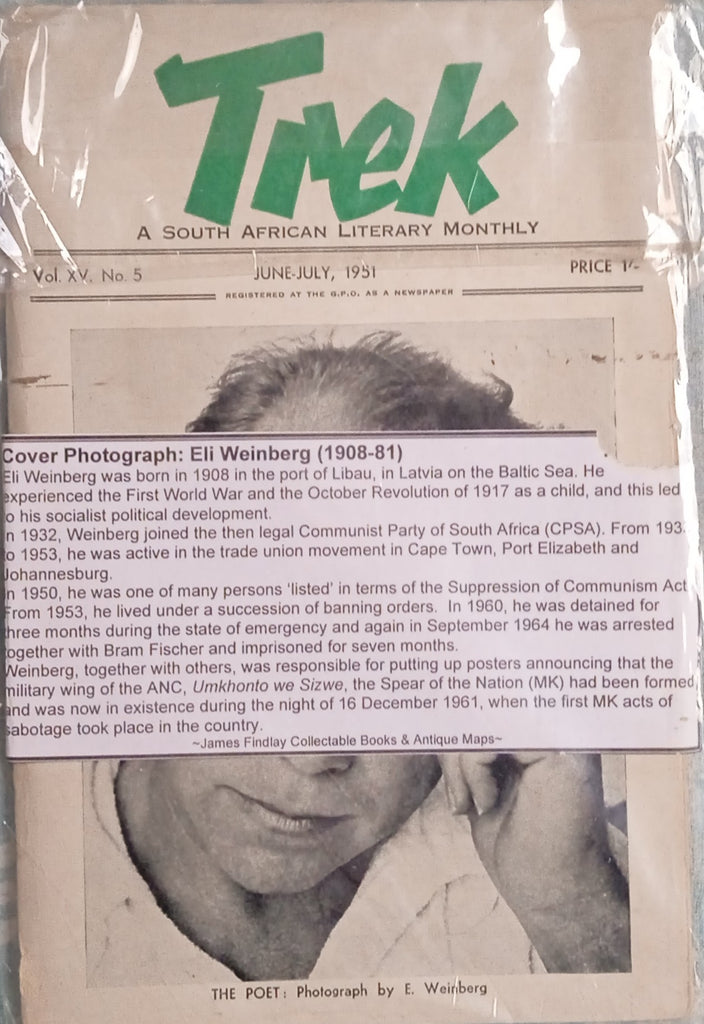 Trek
A SOUTH AFRICAN LITERARY MONTHLY
Vol. XV. No. 5 JUNE-JULY, 1951 PRICE 1/-
REGISTERED AT THE G.P.O. AS A NEWSPAPER
Cover Photograph: Eli Weinberg (1908-81)
Eli Weinberg was born in 1908 in the port of Libau, in Latvia on the Baltic Sea. He
experienced the First World War and the October Revolution of 1917 as a child, and this led
to his socialist political development.
In 1932, Weinberg joined the then legal Communist Party of South Africa (CPSA). From 193
to 1953, he was active in the trade union movement in Cape Town, Port Elizabeth and
Johannesburg.
In 1950, he was one of many persons 'listed' in terms of the Suppression of Communism Act
From 1953, he lived under a succession of banning orders. In 1960, he was detained for
three months during the state of emergency and again in September 1964 he was arrested
together with Bram Fischer and imprisoned for seven months.
Weinberg, together with others, was responsible for putting up posters announcing that the
military wing of the ANC, Umkhonto we Sizwe, the Spear of the Nation (MK) had been formed
and was now in existence during the night of 16 December 1961, when the first MK acts of
sabotage took place in the country.
~James Findlay Collectable Books & Antique Maps~
THE POET: Photograph by E. Weinberg